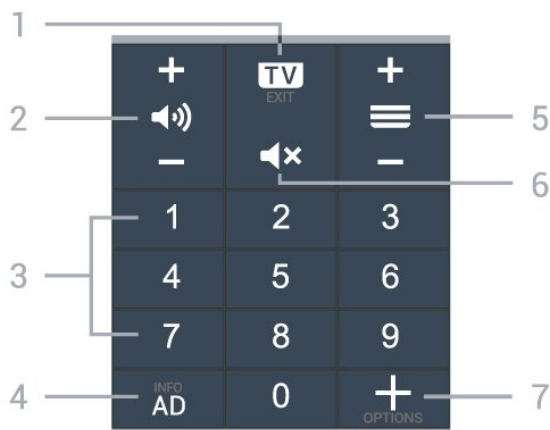 1
+ TV +
EXIT
2 5
- -
6
1 2 3
3
4 5 6
7 8 9
4 INFO 7
AD 0 +
OPTIONS